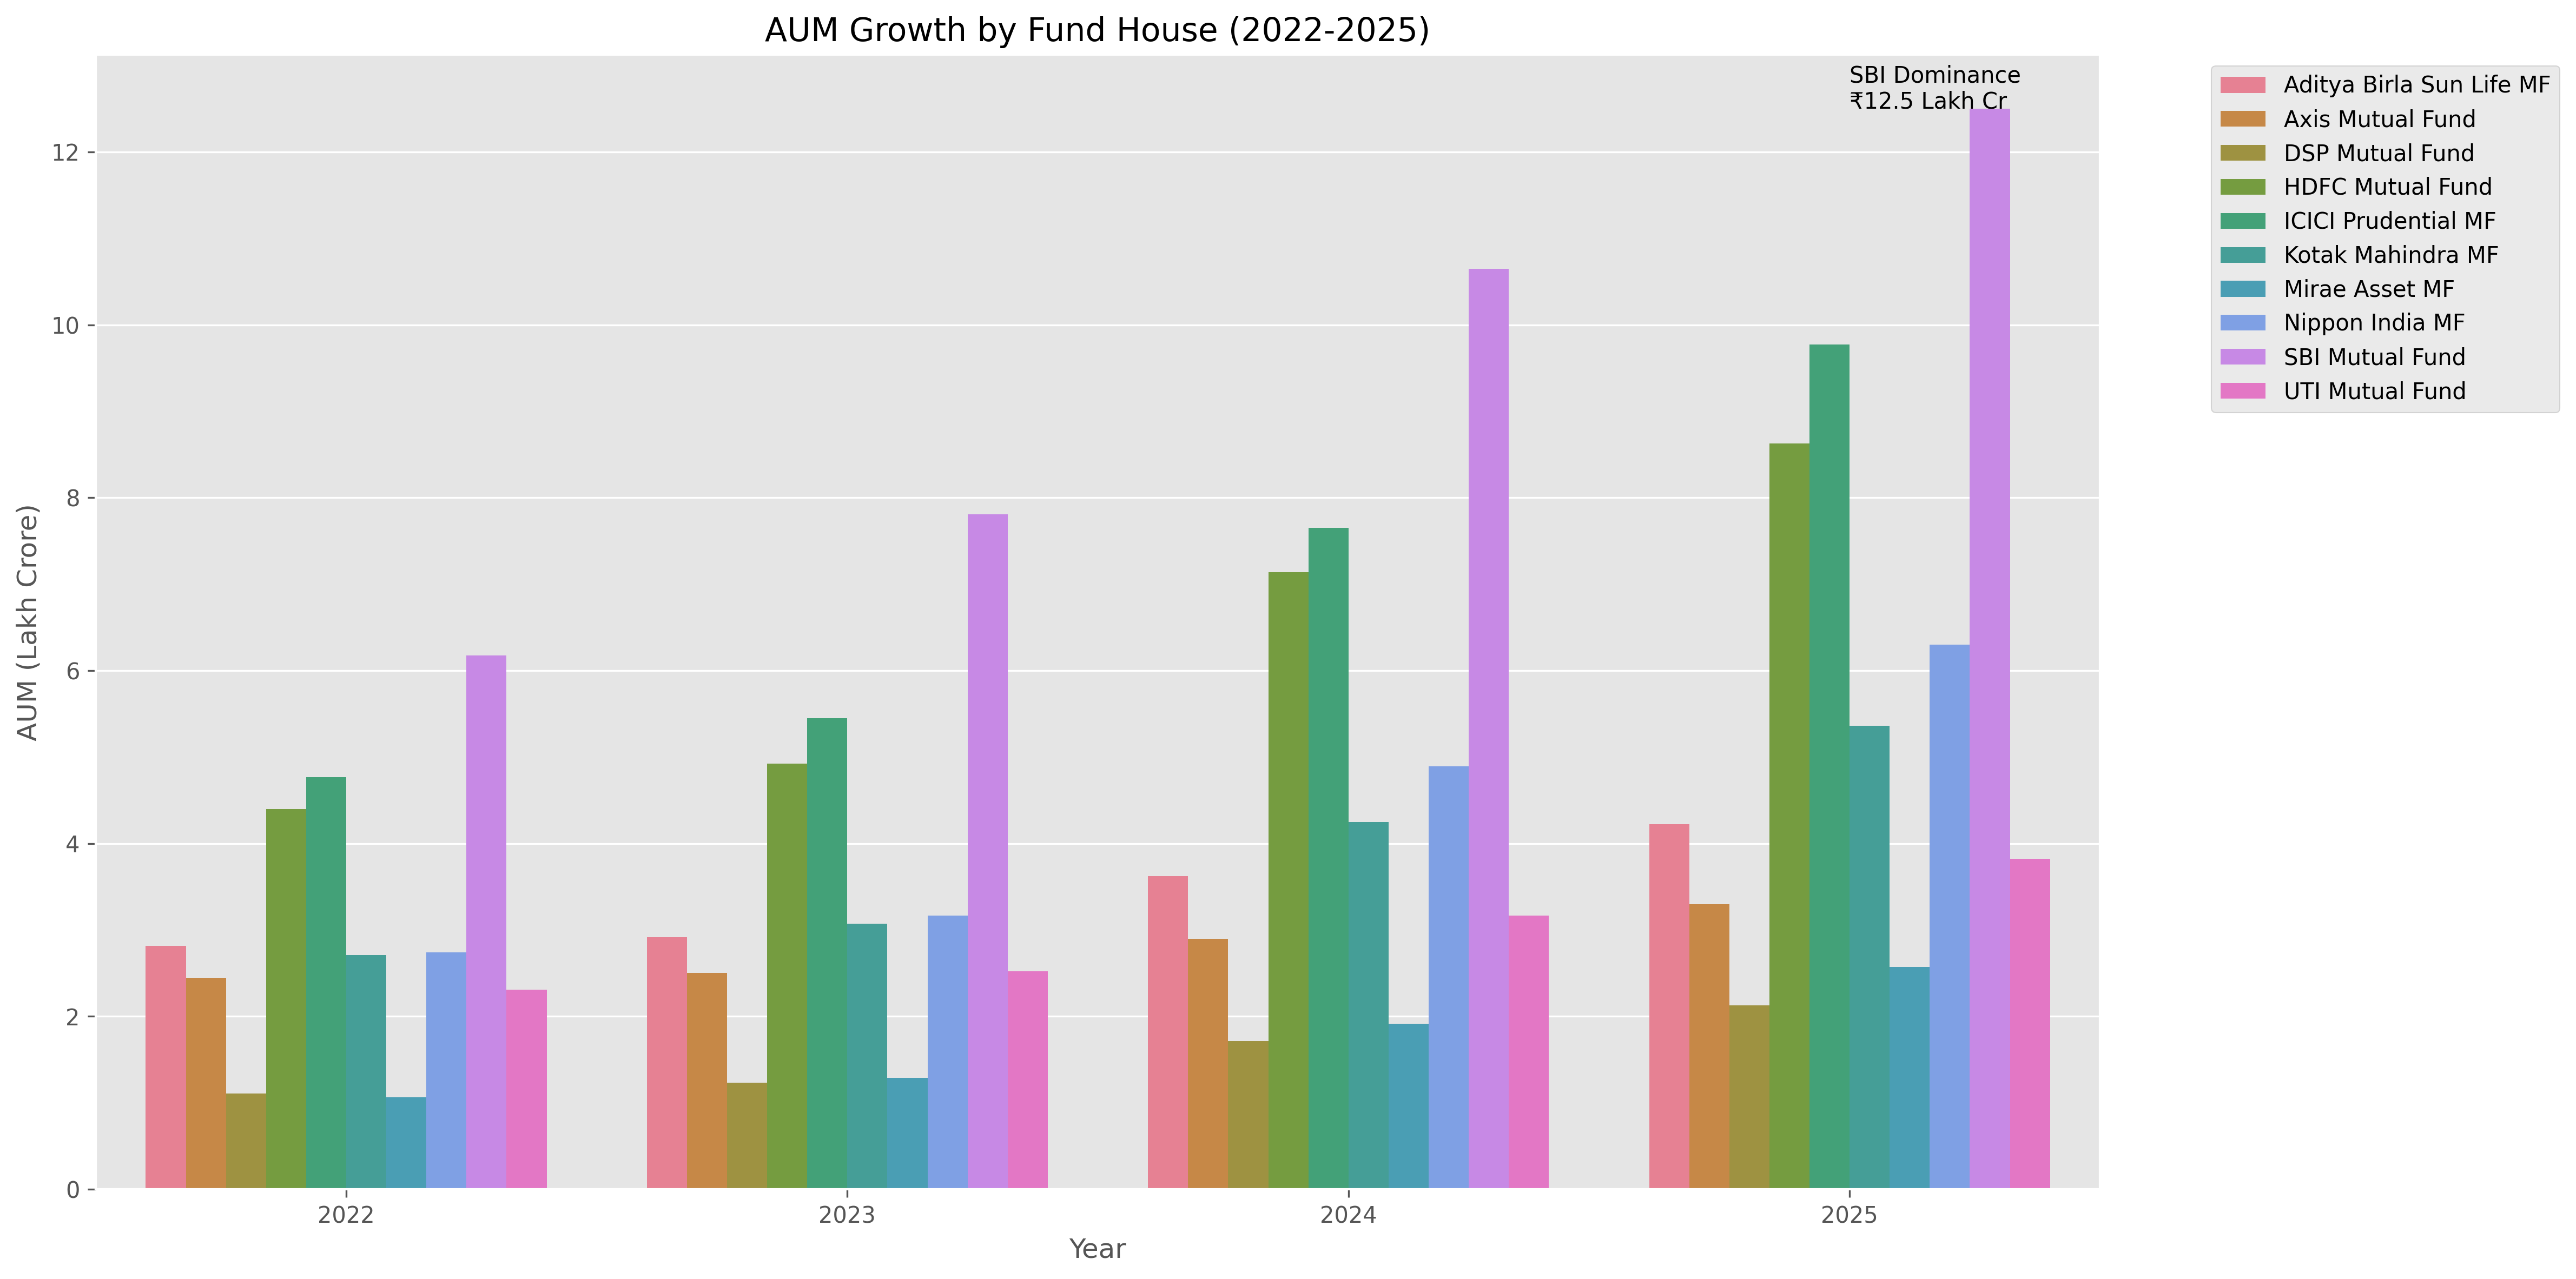 AUM Growth by Fund House (2022-2025)
SBI Dominance
₹12.5 Lakh Cr
Aditya Birla Sun Life MF
Axis Mutual Fund
DSP Mutual Fund
HDFC Mutual Fund
ICICI Prudential MF
Kotak Mahindra MF
Mirae Asset MF
Nippon India MF
SBI Mutual Fund
UTI Mutual Fund
AUM (Lakh Crore)
12
10
8
6
4
2
0
2022
2023
2024
2025
Year